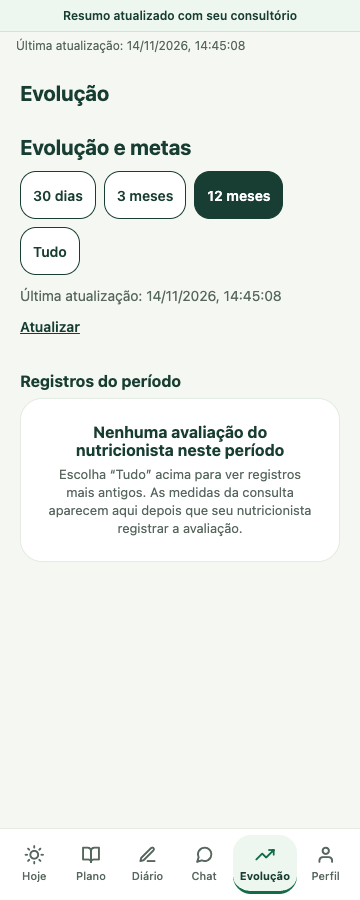 Resumo atualizado com seu consultório
Última atualização: 14/11/2026, 14:45:08
Evolução
Evolução e metas
30 dias
3 meses
12 meses
Tudo
Última atualização: 14/11/2026, 14:45:08
Atualizar
Registros do período
Nenhuma avaliação do
nutricionista neste período
Escolha “Tudo” acima para ver registros
mais antigos. As medidas da consulta
aparecem aqui depois que seu nutricionista
registrar a avaliação.
Hoje
Plano
Diário
Chat
Evolução
Perfil